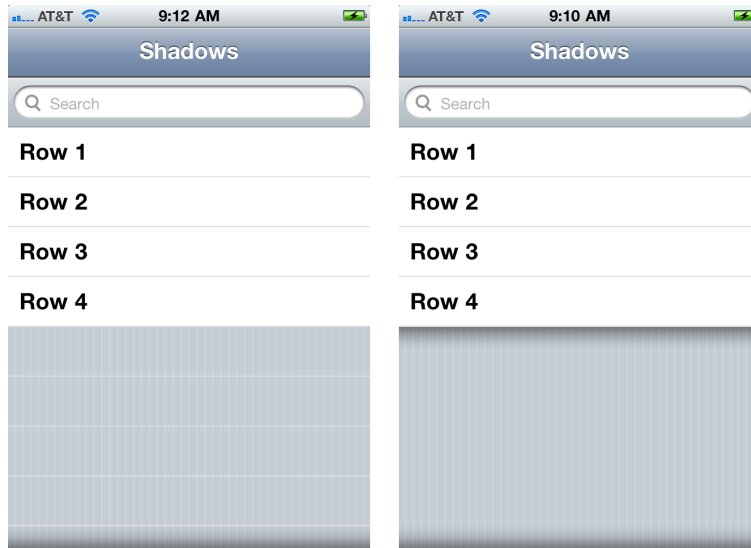 AT&T 9:12 AM
Shadows
Search
Row 1
Row 2
Row 3
Row 4
AT&T 9:10 AM
Shadows
Search
Row 1
Row 2
Row 3
Row 4